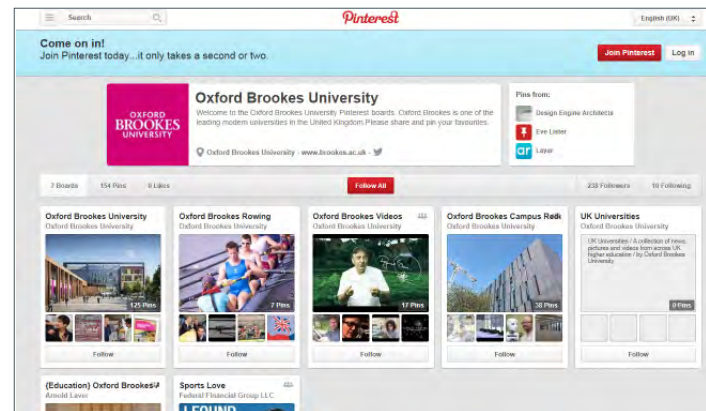 Search
Pinterest
English (UK)
Come on in!
Join Pinterest today...it only takes a second or two.
Join Pinterest
Log in
OXFORD
BROOKES
UNIVERSITY
Oxford Brookes University
Welcome to the Oxford Brookes University Pinterest boards. Oxford Brookes is one of the
leading modern universities in the United Kingdom.Please share and pin your favourites.
Oxford Brookes University - www.brookes.ac.uk -
Pins from:
Design Engine Architects
Eve Lister
ar Layar
7 Boards 154 Pins 0 Likes
Follow All
Followers
Following
Oxford Brookes University
Oxford Brookes University
125 Pins
Follow
Oxford Brookes Rowing
Oxford Brookes University
7 Pins
Follow
Oxford Brookes Videos
Oxford Brookes University
17 Pins
Follow
Oxford Brookes Campus
Oxford Brookes University
38 Pins
Follow
UK Universities
Oxford Brookes University
UK Universities / A collection of news,
pictures and videos from across UK
higher education / by Oxford Brookes
University
0 Pins
Follow
{Education} Oxford Brookes
Arnold Laver
Sports Love
Federal Financial Group LLC
I FOUND